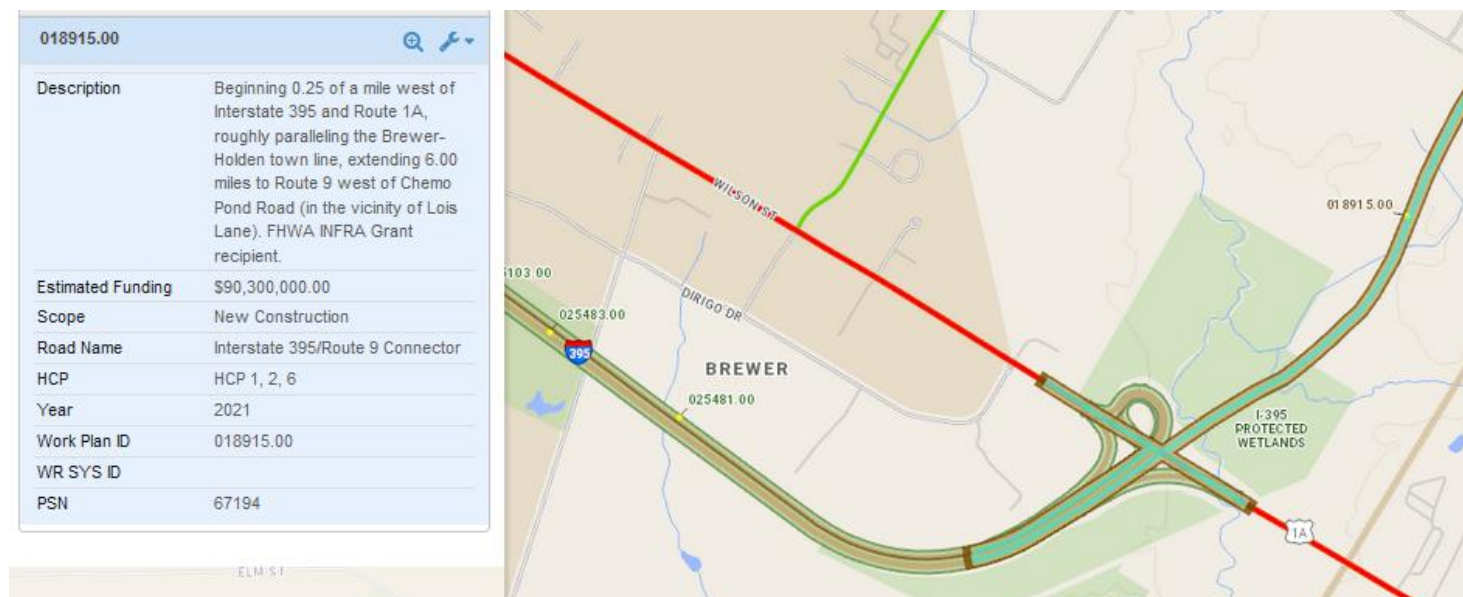 018915.00
Description
Beginning 0.25 of a mile west of
Interstate 395 and Route 1A,
roughly paralleling the Brewer-
Holden town line, extending 6.00
miles to Route 9 west of Chemo
Pond Road (in the vicinity of Lois
Lane). FHWA INFRA Grant
recipient.
Estimated Funding $90,300,000.00
Scope New Construction
Road Name Interstate 395/Route 9 Connector
HCP HCP 1, 2, 6
Year 2021
Work Plan ID 018915.00
WR SYS ID
PSN 67194
ELM ST
WILSON ST
018915.00
103.00
DIRIGO DR
025483.00
395
BREWER
025481.00
I-395
PROTECTED
WETLANDS
1A